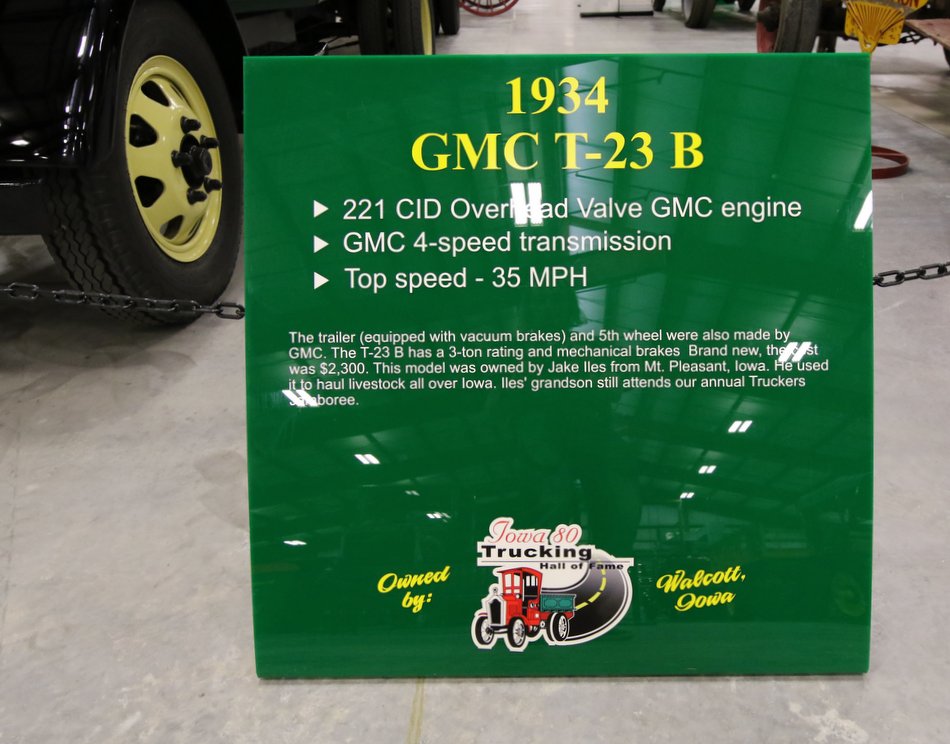 1934
GMC T-23 B
221 CID Overhead Valve GMC engine
GMC 4-speed transmission
Top speed - 35 MPH
The trailer (equipped with vacuum brakes) and 5th wheel were also made by
GMC. The T-23 B has a 3-ton rating and mechanical brakes Brand new, the cost
was $2,300. This model was owned by Jake Iles from Mt. Pleasant, Iowa. He used
it to haul livestock all over Iowa. Iles' grandson still attends our annual Truckers
Jamboree.
Iowa 80
Trucking
Hall of Fame
Owned
by:
Walcott,
Iowa